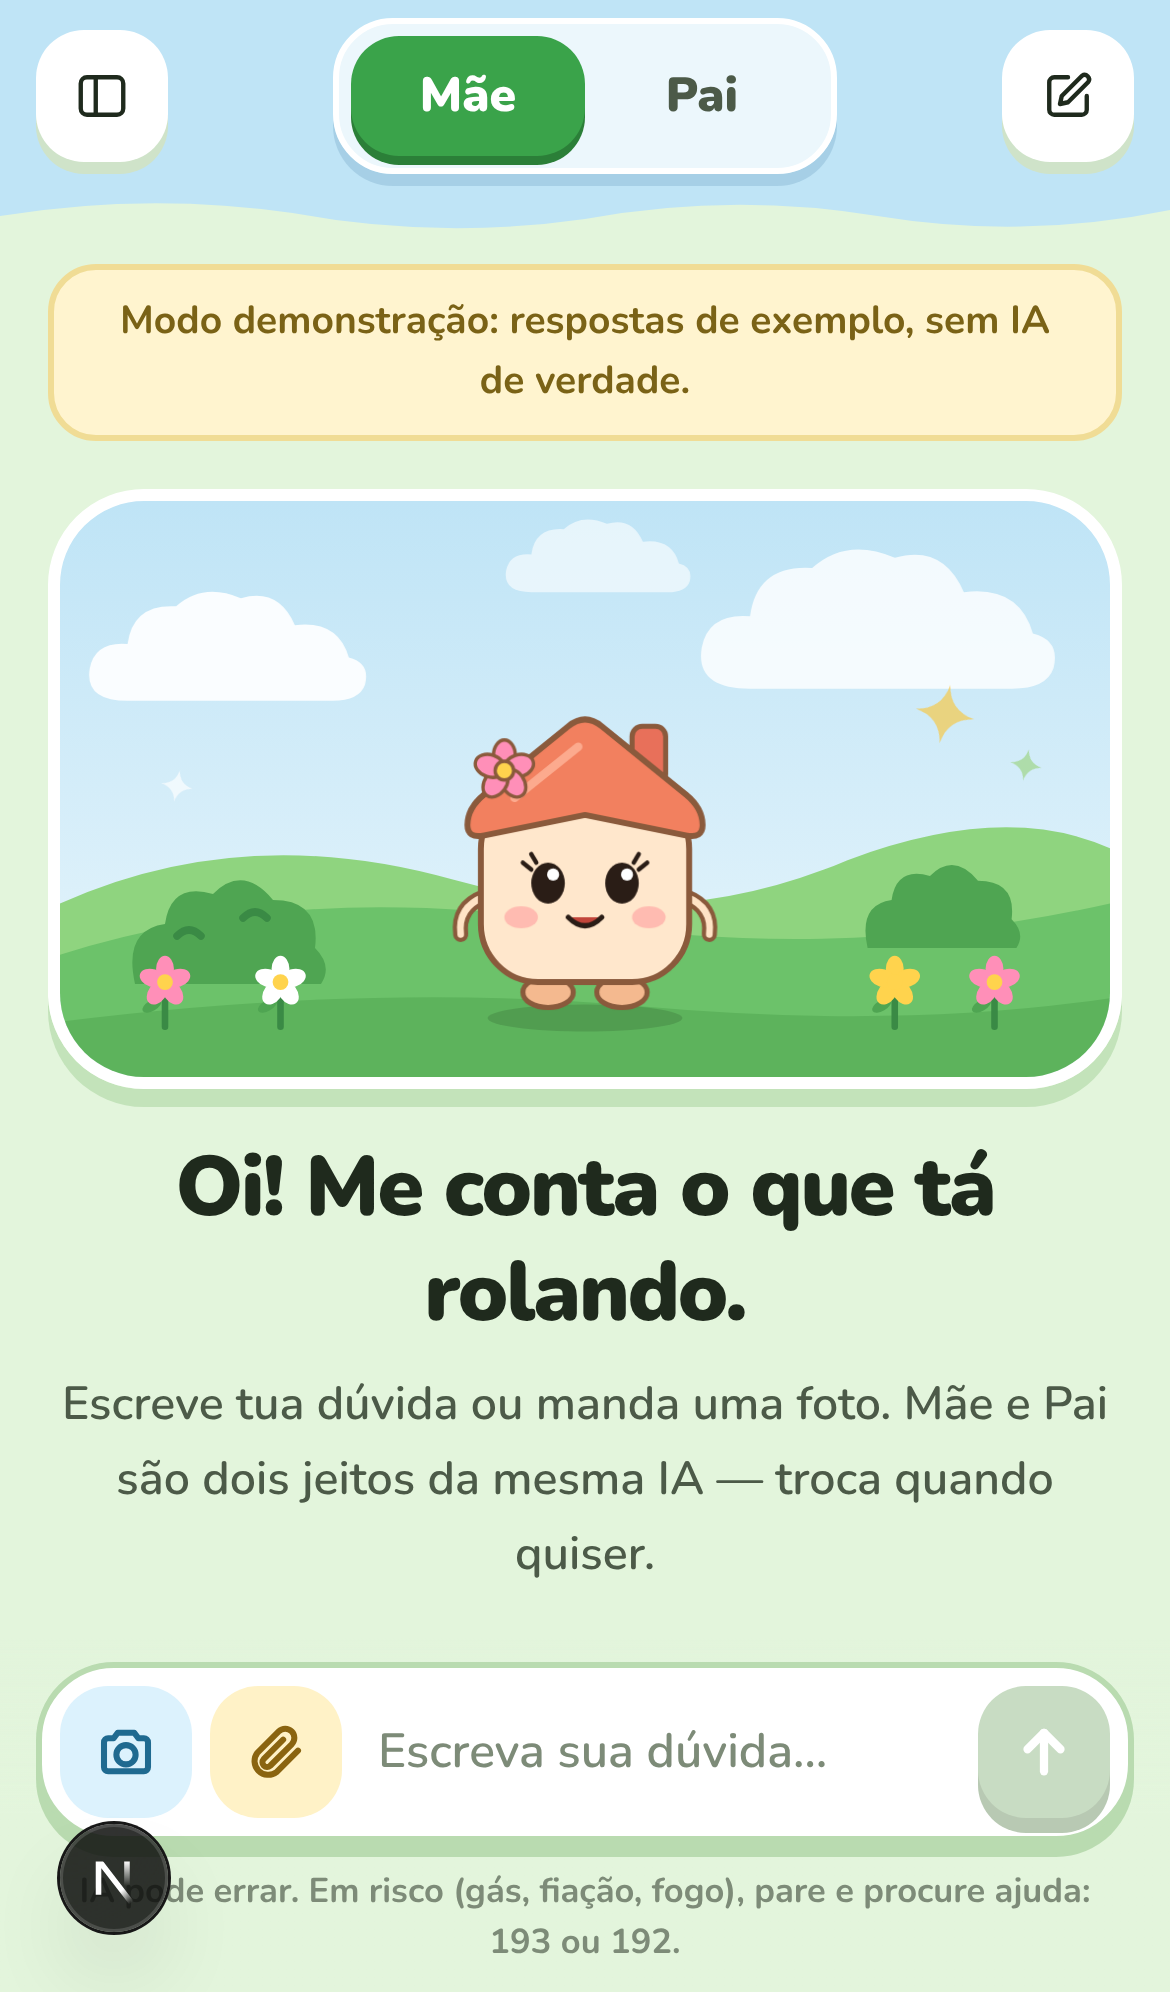 Mãe
Pai
Modo demonstração: respostas de exemplo, sem IA
de verdade.
Oi! Me conta o que tá
rolando.
Escreve tua dúvida ou manda uma foto. Mãe e Pai
são dois jeitos da mesma IA — troca quando
quiser.
Escreva sua dúvida...
N
IA pode errar. Em risco (gás, fiação, fogo), pare e procure ajuda:
193 ou 192.